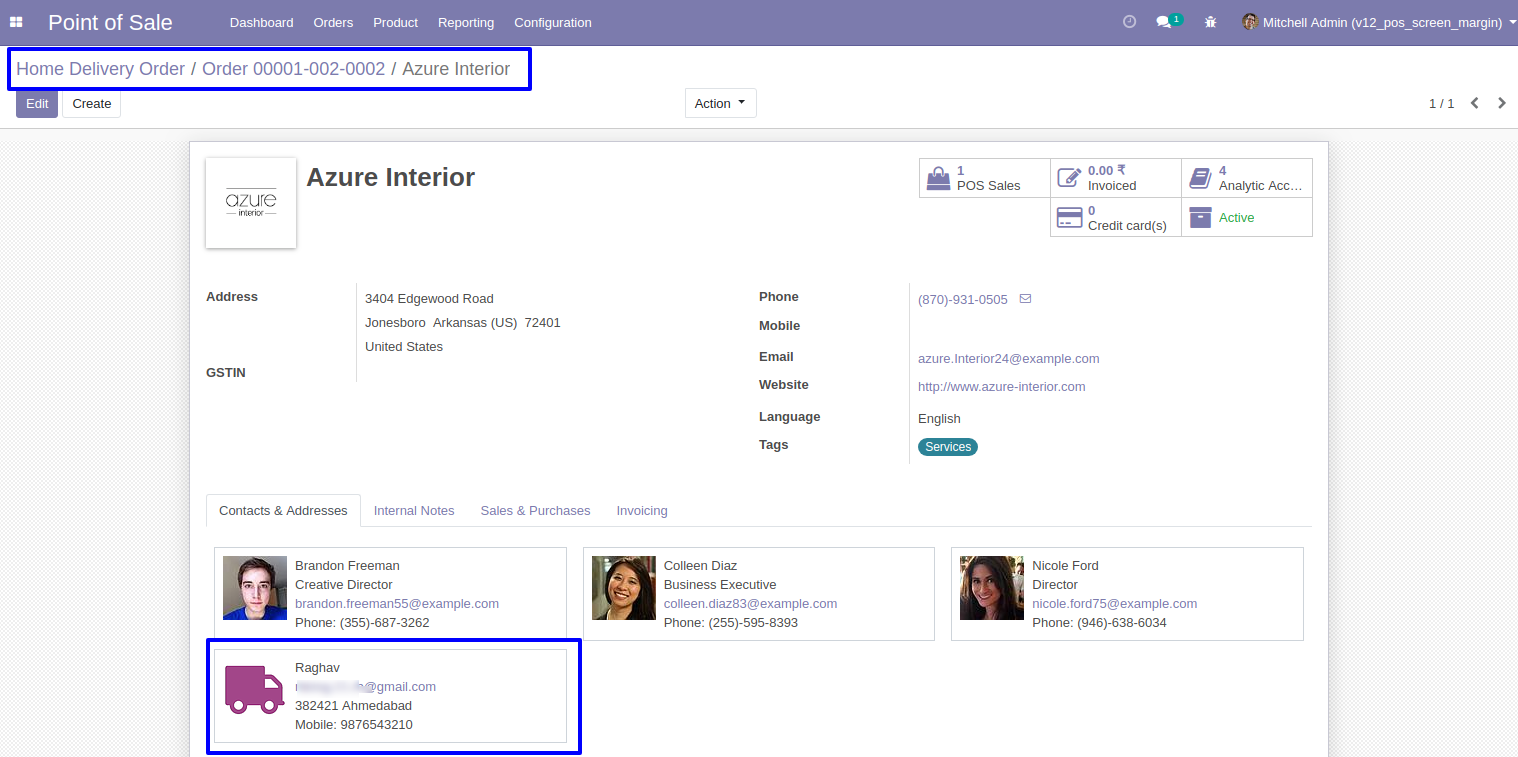 Point of Sale Dashboard Orders Product Reporting Configuration 1 Mitchell Admin (v12_pos_screen_margin)
Home Delivery Order / Order 00001-002-0002 / Azure Interior
Edit Create Action 1 / 1
azure
interior
Azure Interior
1
POS Sales
0.00 ₹
Invoiced
4
Analytic Acc...
0
Credit card(s)
Active
Address
3404 Edgewood Road
Jonesboro Arkansas (US) 72401
United States
GSTIN
Phone (870)-931-0505
Mobile
Email azure.Interior24@example.com
Website http://www.azure-interior.com
Language English
Tags Services
Contacts & Addresses Internal Notes Sales & Purchases Invoicing
Brandon Freeman
Creative Director
brandon.freeman55@example.com
Phone: (355)-687-3262
Colleen Diaz
Business Executive
colleen.diaz83@example.com
Phone: (255)-595-8393
Nicole Ford
Director
nicole.ford75@example.com
Phone: (946)-638-6034
Raghav
@gmail.com
382421 Ahmedabad
Mobile: 9876543210